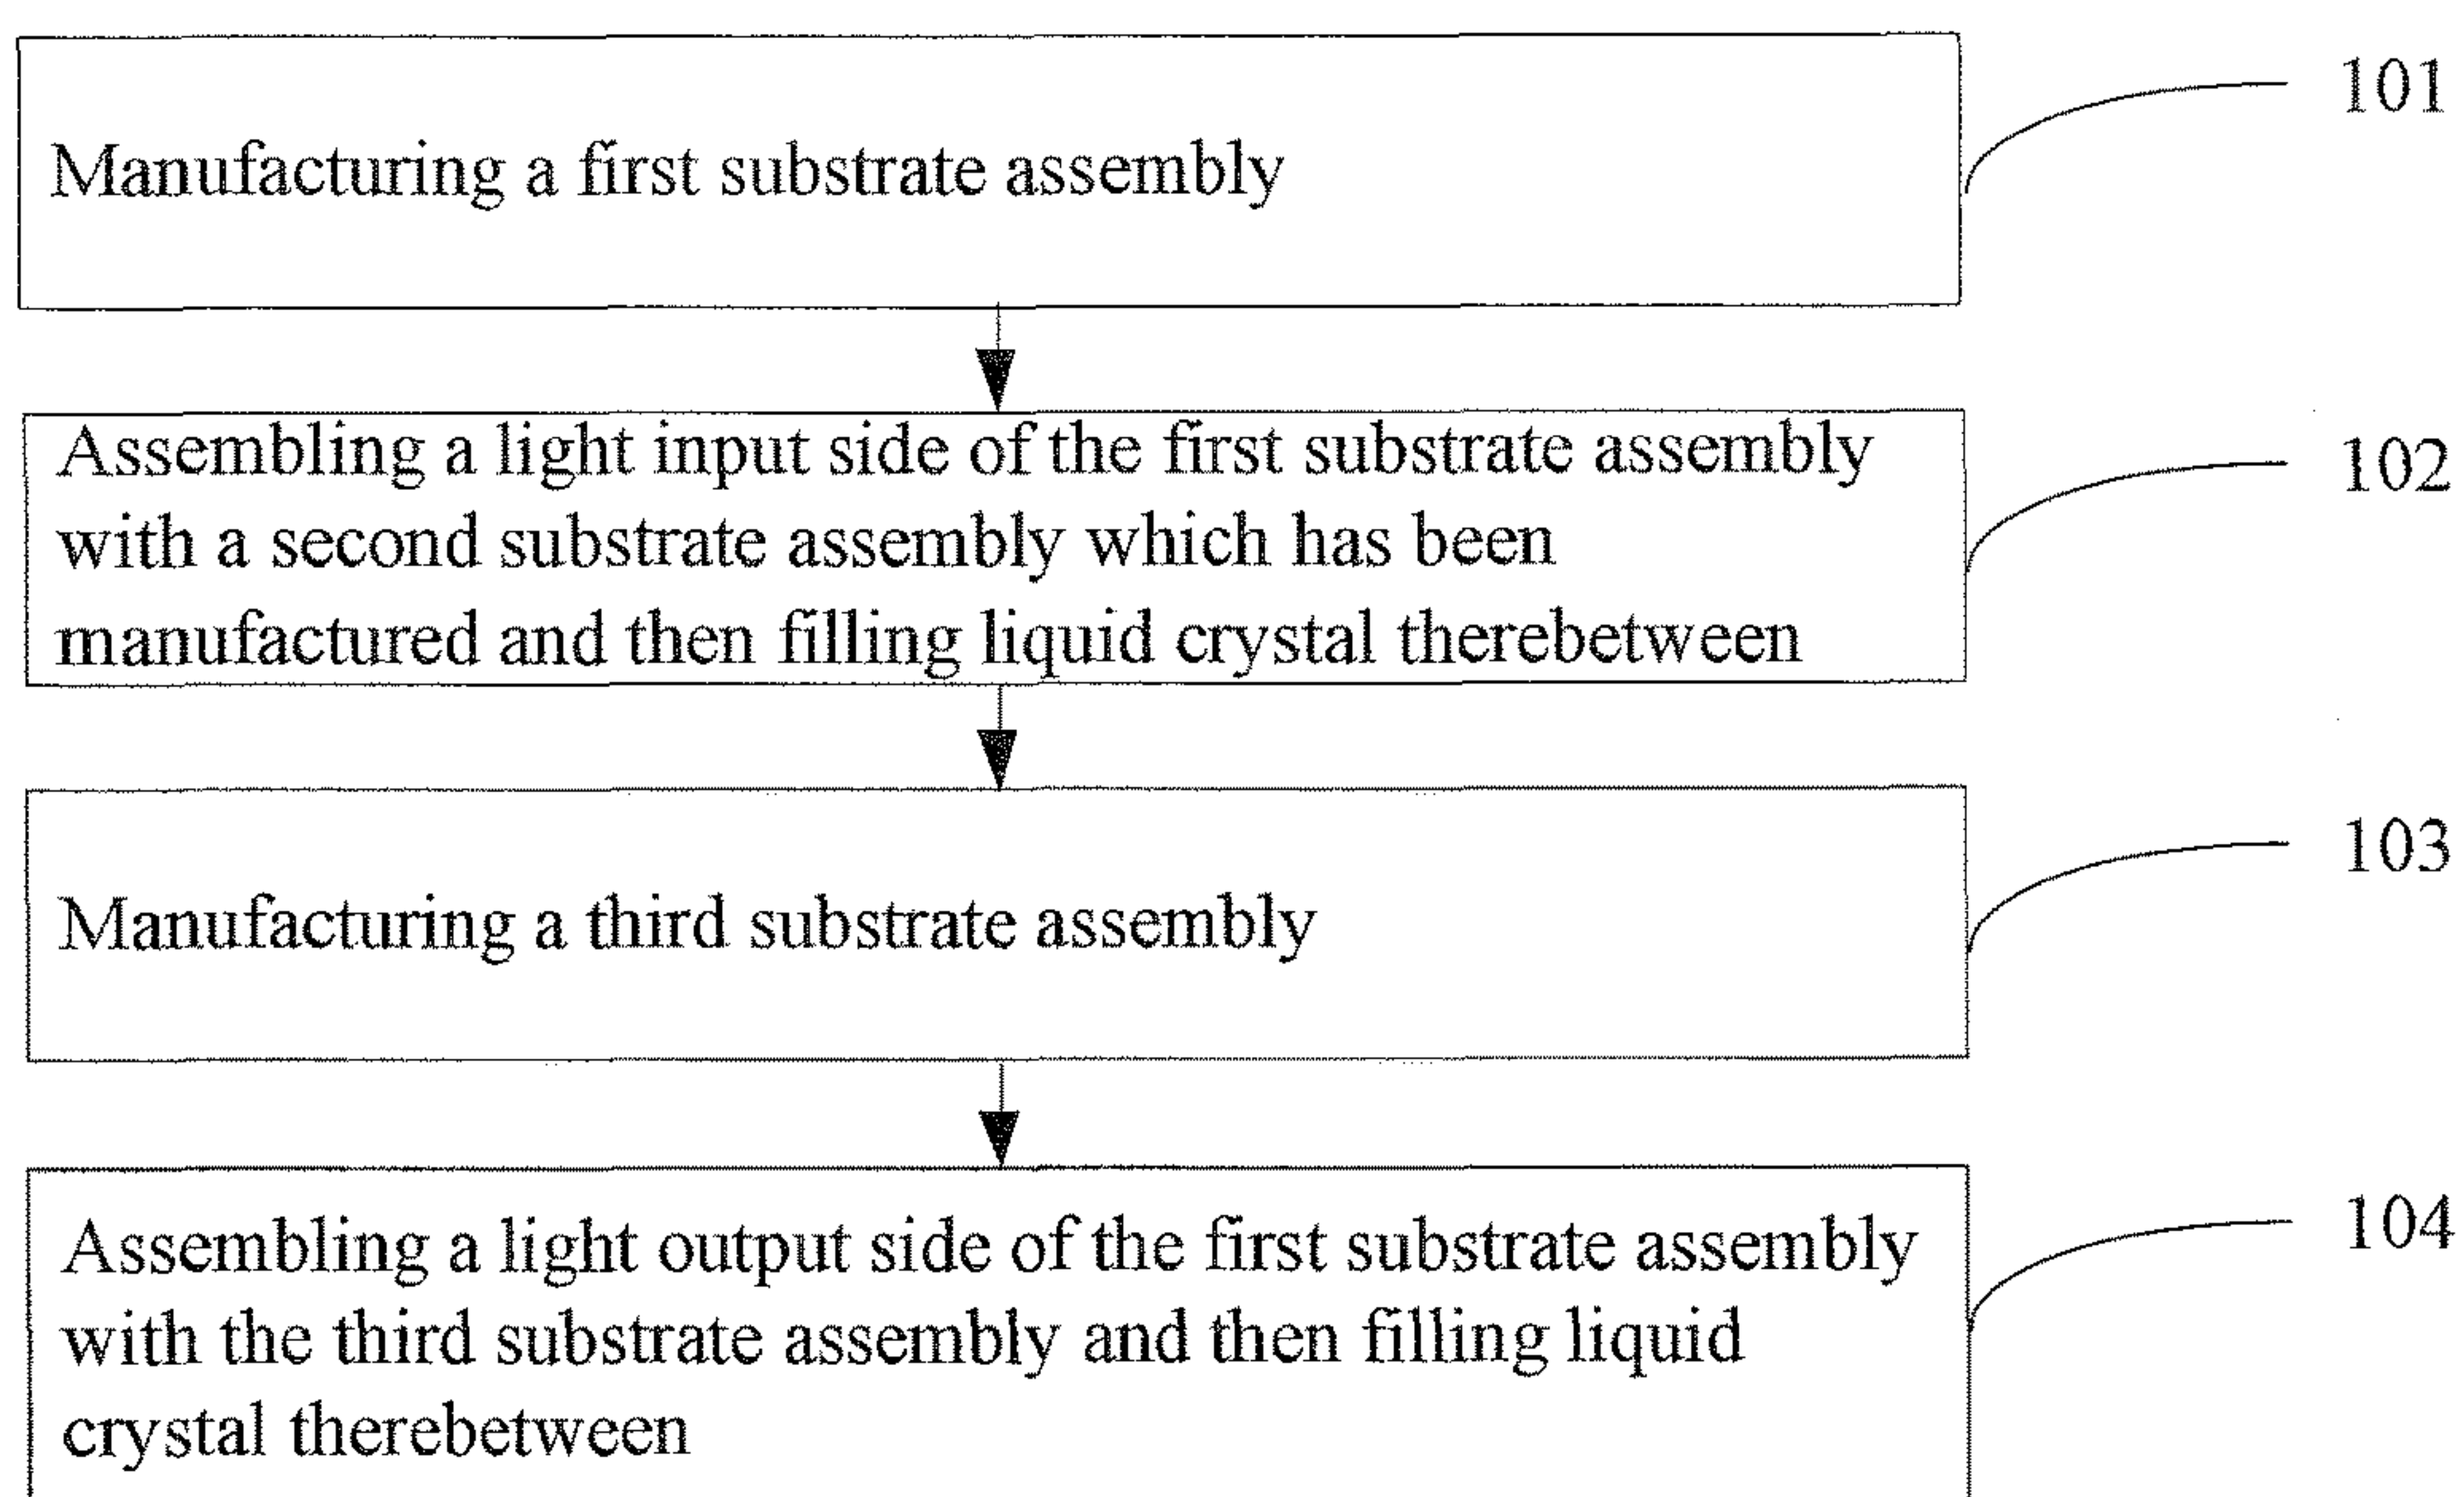 Manufacturing a first substrate assembly
101
Assembling a light input side of the first substrate assembly
with a second substrate assembly which has been
manufactured and then filling liquid crystal therebetween
102
Manufacturing a third substrate assembly
103
Assembling a light output side of the first substrate assembly
with the third substrate assembly and then filling liquid
crystal therebetween
104